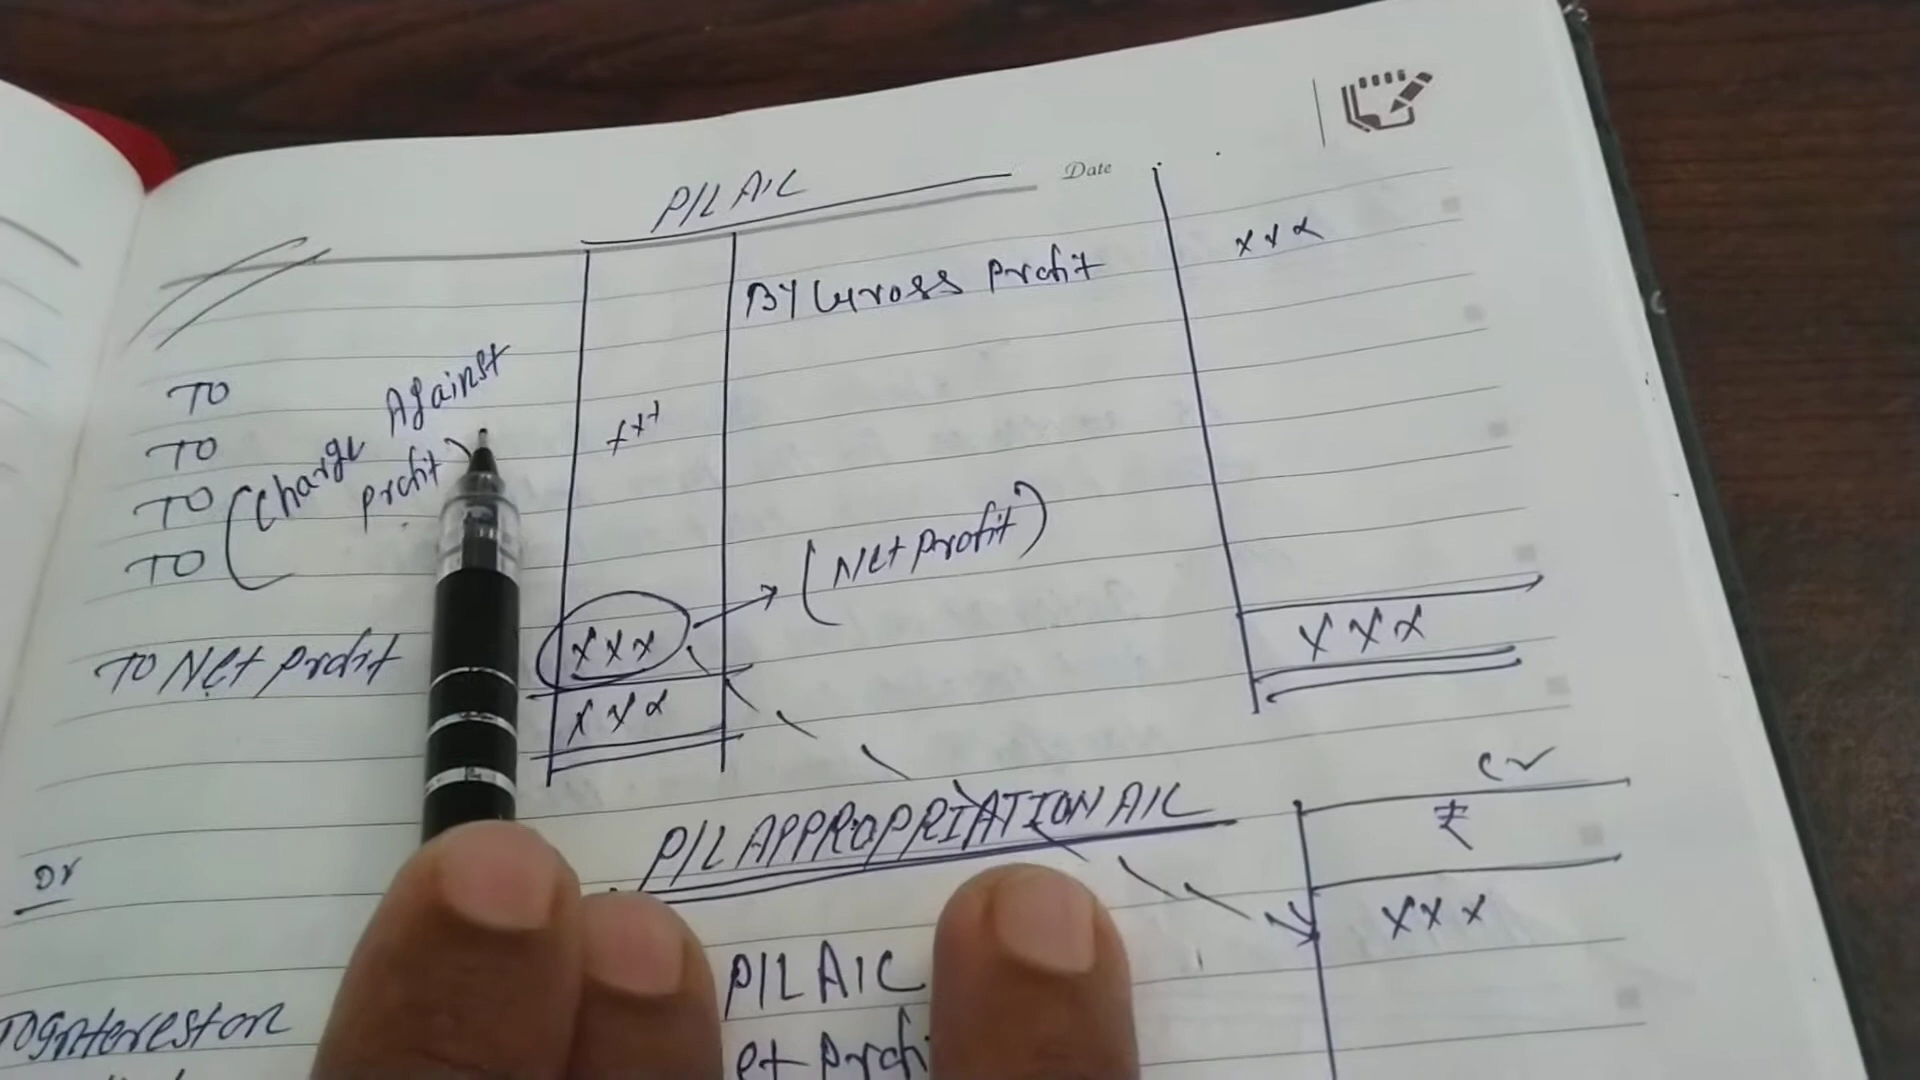 P/L A/C
Date
By Gross profit xxx
To
To
To
To
(Charge Against
profit)
xxx
(Net profit)
To Net profit xxx
xxx
xxx
P/L APPROPRIATION A/C
Dr
Cr
₹
P/L A/C
xxx
To Interest on
et profi